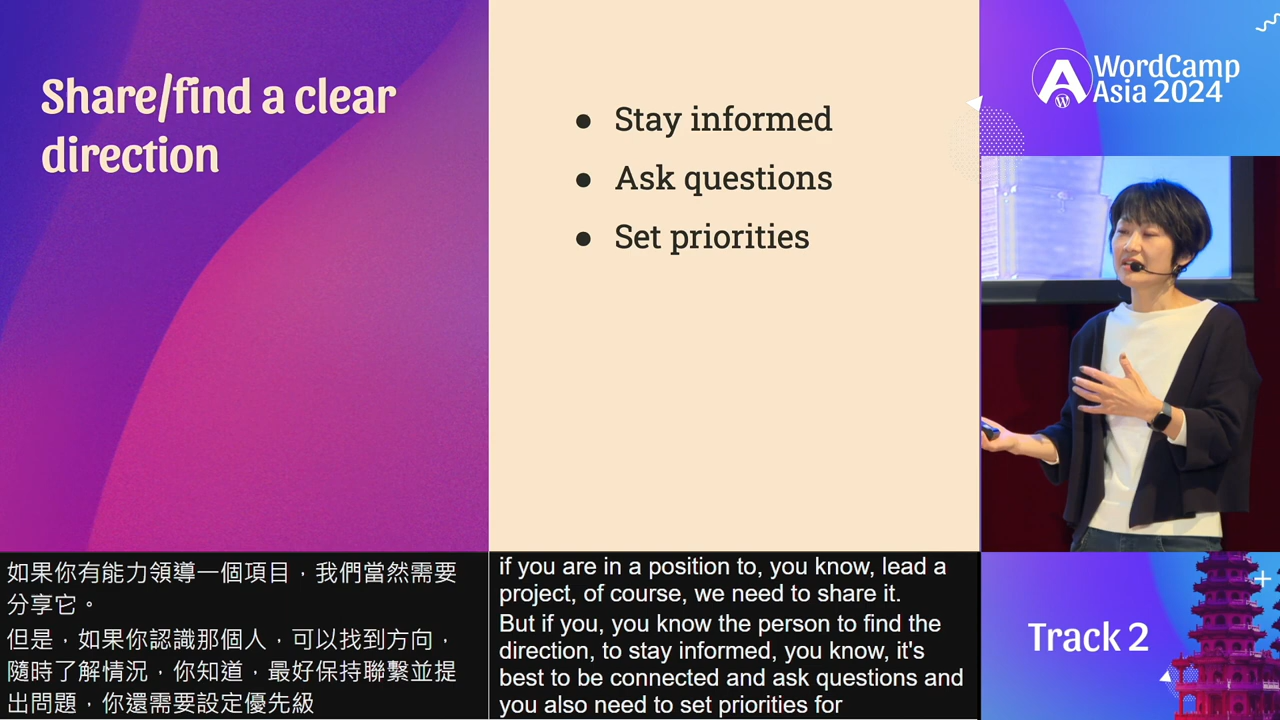 Share/find a clear
direction
● Stay informed
● Ask questions
● Set priorities
WordCamp
Asia 2024
如果你有能力領導一個項目，我們當然需要
分享它。
但是，如果你認識那個人，可以找到方向，
隨時了解情況，你知道，最好保持聯繫並提
出問題，你還需要設定優先級
if you are in a position to, you know, lead a
project, of course, we need to share it.
But if you, you know the person to find the
direction, to stay informed, you know, it's
best to be connected and ask questions and
you also need to set priorities for
Track 2